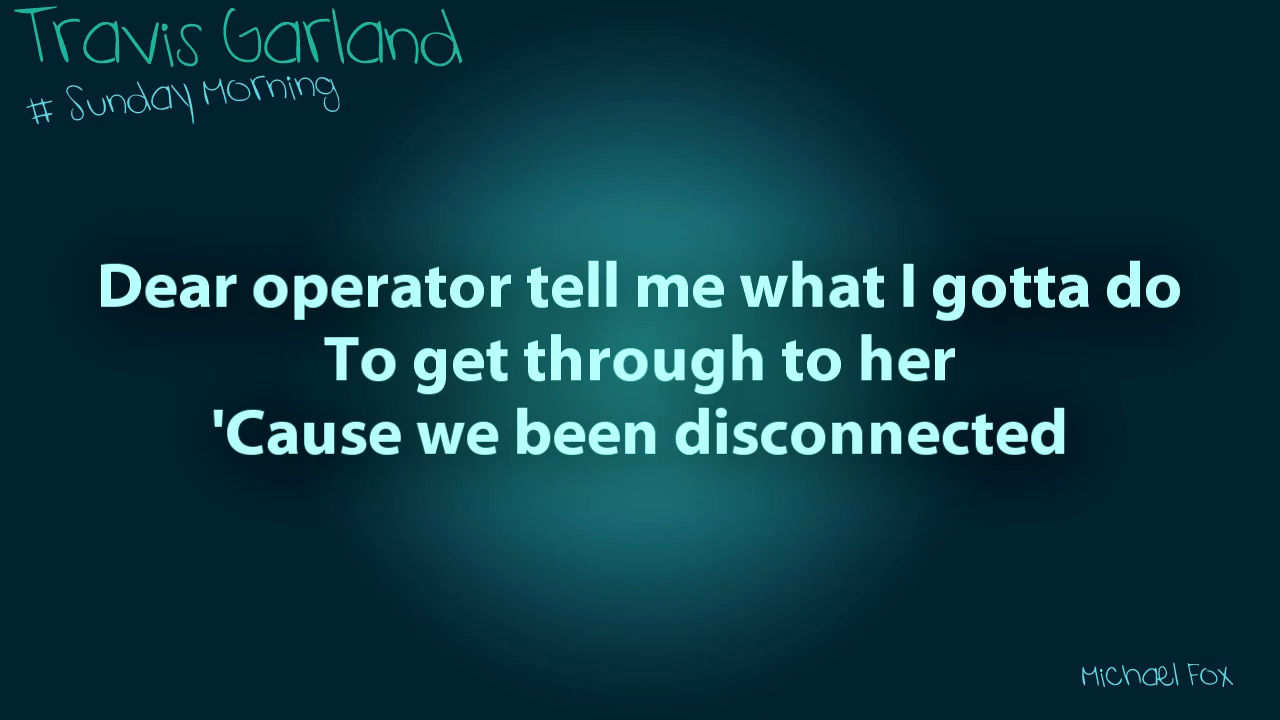 Travis Garland
# Sunday Morning
Dear operator tell me what I gotta do
To get through to her
'Cause we been disconnected
Michael Fox